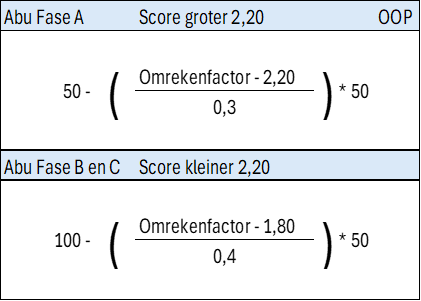 Abu Fase A Score groter 2,20 OOP
Omrekenfactor - 2,20
50 - ( ) * 50
0,3
Abu Fase B en C Score kleiner 2,20
Omrekenfactor - 1,80
100 - ( ) * 50
0,4